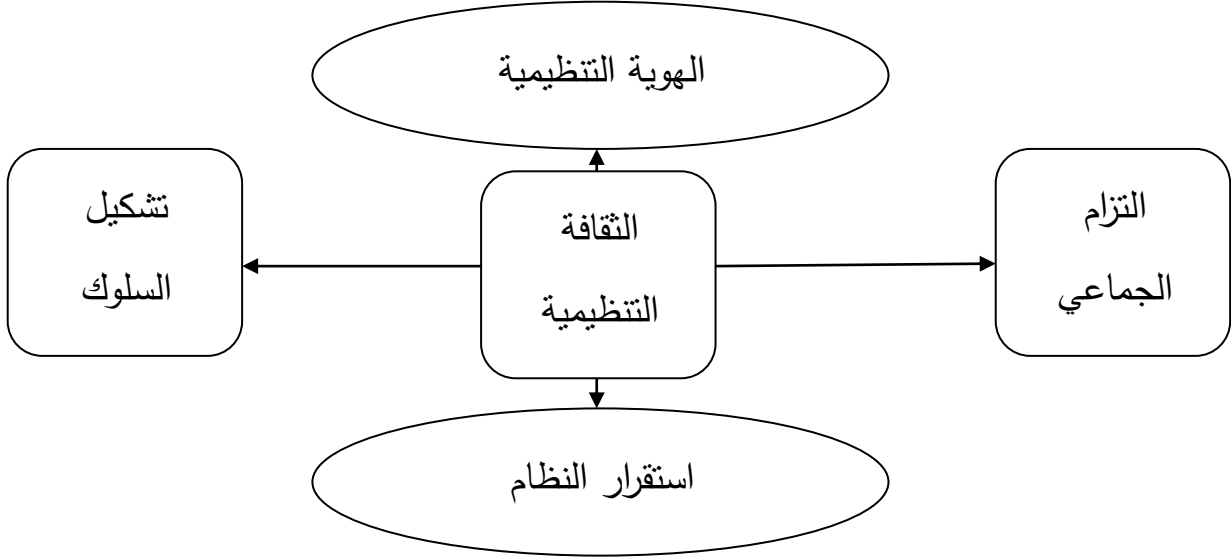 الهوية التنظيمية
التزام
الجماعي
الثقافة
التنظيمية
تشكيل
السلوك
استقرار النظام